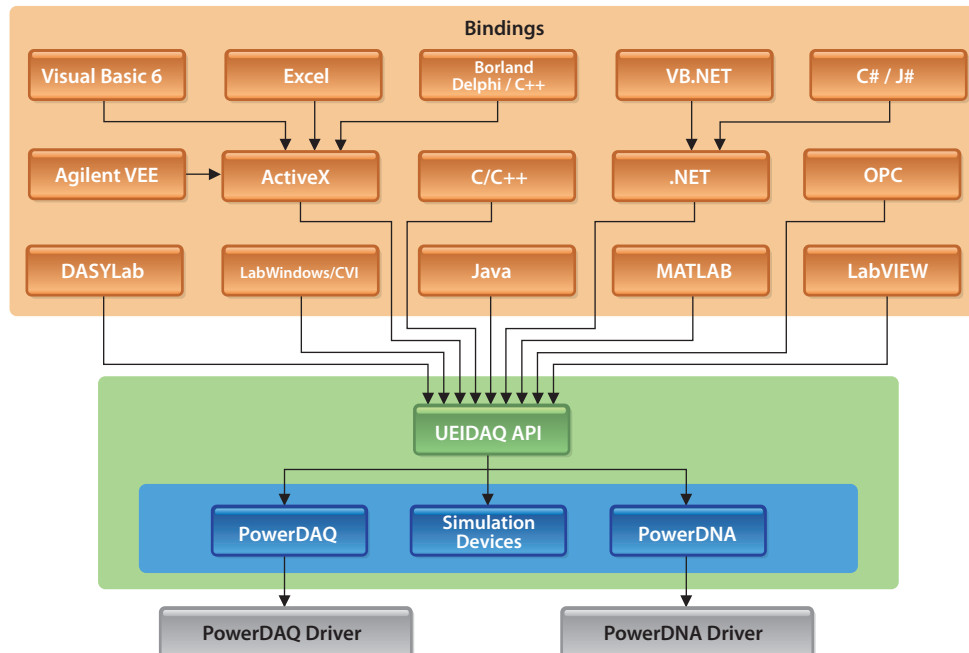 Bindings
Visual Basic 6
Excel
Borland
Delphi / C++
VB.NET
C# / J#
Agilent VEE
ActiveX
C/C++
.NET
OPC
DASYLab
LabWindows/CVI
Java
MATLAB
LabVIEW
UEIDAQ API
PowerDAQ
Simulation
Devices
PowerDNA
PowerDAQ Driver
PowerDNA Driver